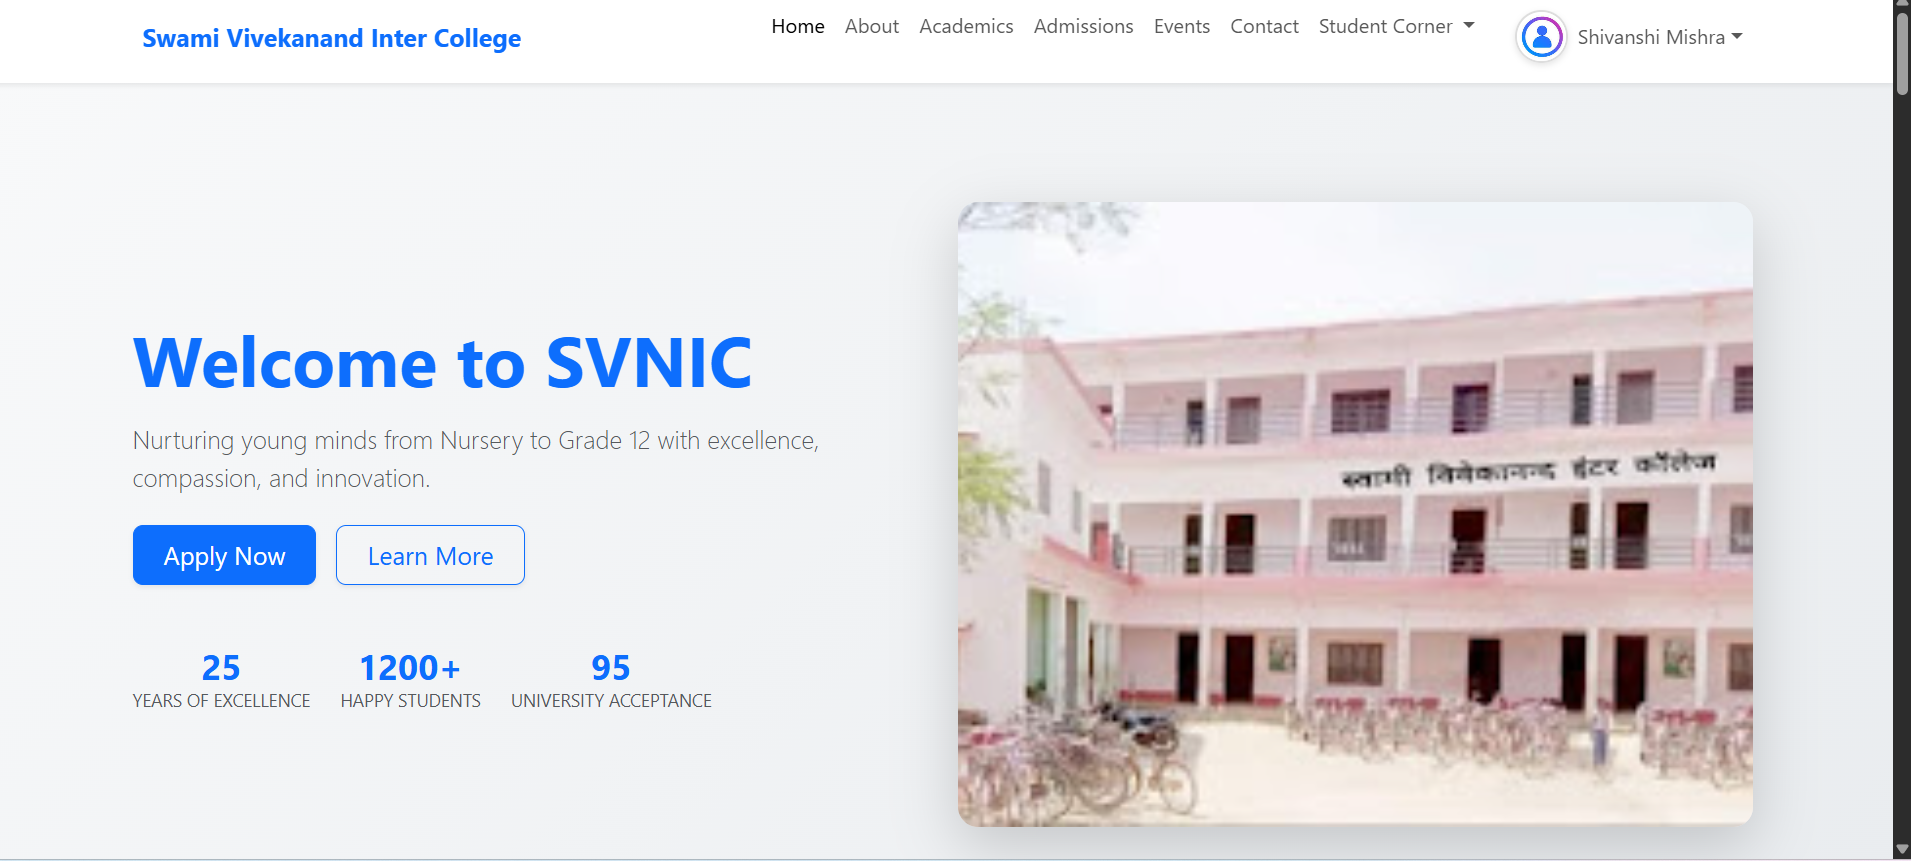 Swami Vivekanand Inter College
Home About Academics Admissions Events Contact Student Corner
Shivanshi Mishra
Welcome to SVNIC
Nurturing young minds from Nursery to Grade 12 with excellence,
compassion, and innovation.
Apply Now Learn More
25 1200+ 95
YEARS OF EXCELLENCE HAPPY STUDENTS UNIVERSITY ACCEPTANCE
स्वामी विवेकानन्द इंटर कॉलेज